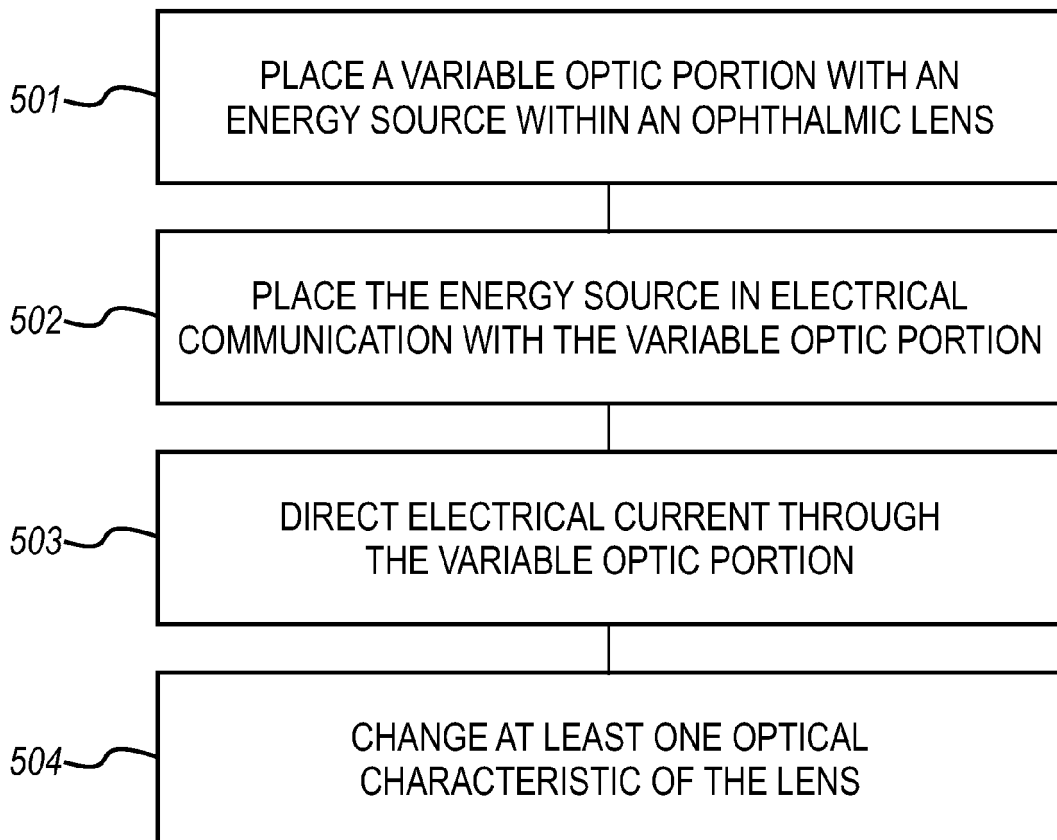 501
PLACE A VARIABLE OPTIC PORTION WITH AN
ENERGY SOURCE WITHIN AN OPHTHALMIC LENS
502
PLACE THE ENERGY SOURCE IN ELECTRICAL
COMMUNICATION WITH THE VARIABLE OPTIC PORTION
503
DIRECT ELECTRICAL CURRENT THROUGH
THE VARIABLE OPTIC PORTION
504
CHANGE AT LEAST ONE OPTICAL
CHARACTERISTIC OF THE LENS